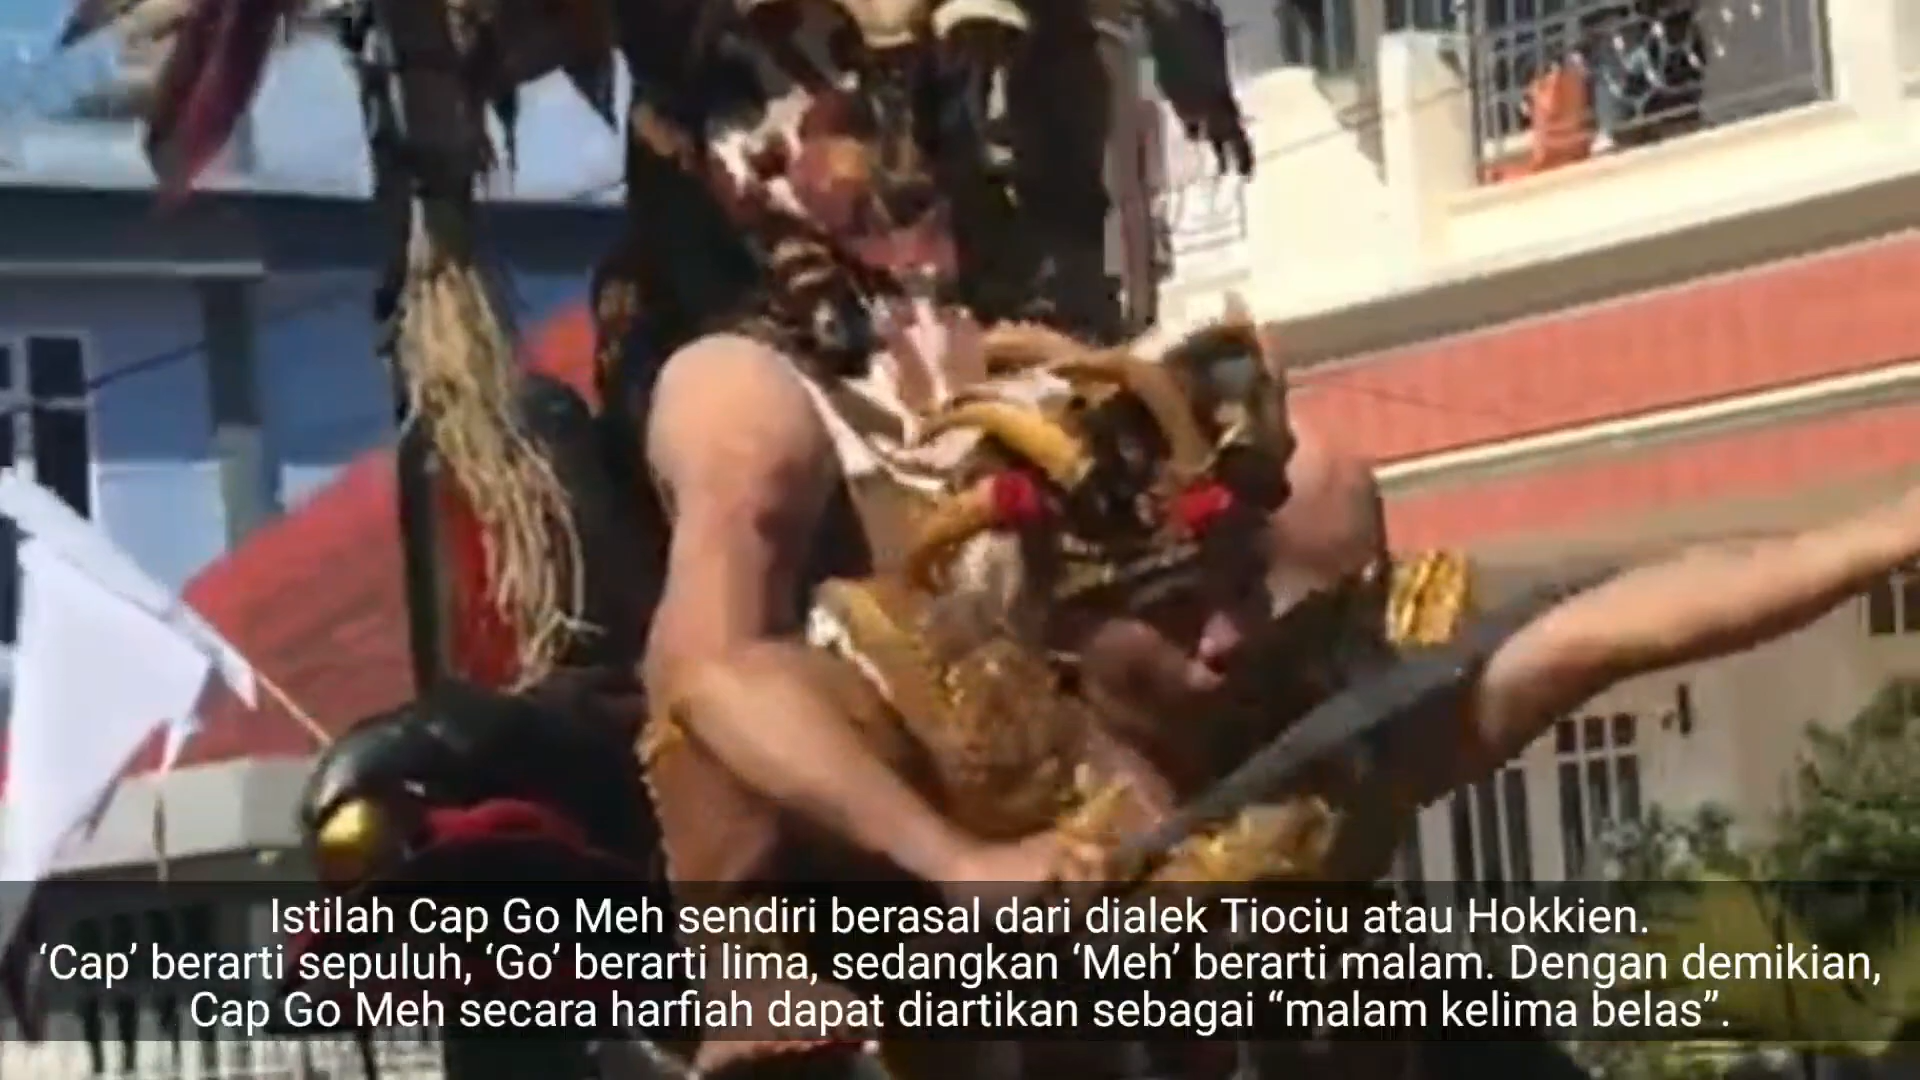 Istilah Cap Go Meh sendiri berasal dari dialek Tiociu atau Hokkien.
‘Cap’ berarti sepuluh, ‘Go’ berarti lima, sedangkan ‘Meh’ berarti malam. Dengan demikian,
Cap Go Meh secara harfiah dapat diartikan sebagai “malam kelima belas”.